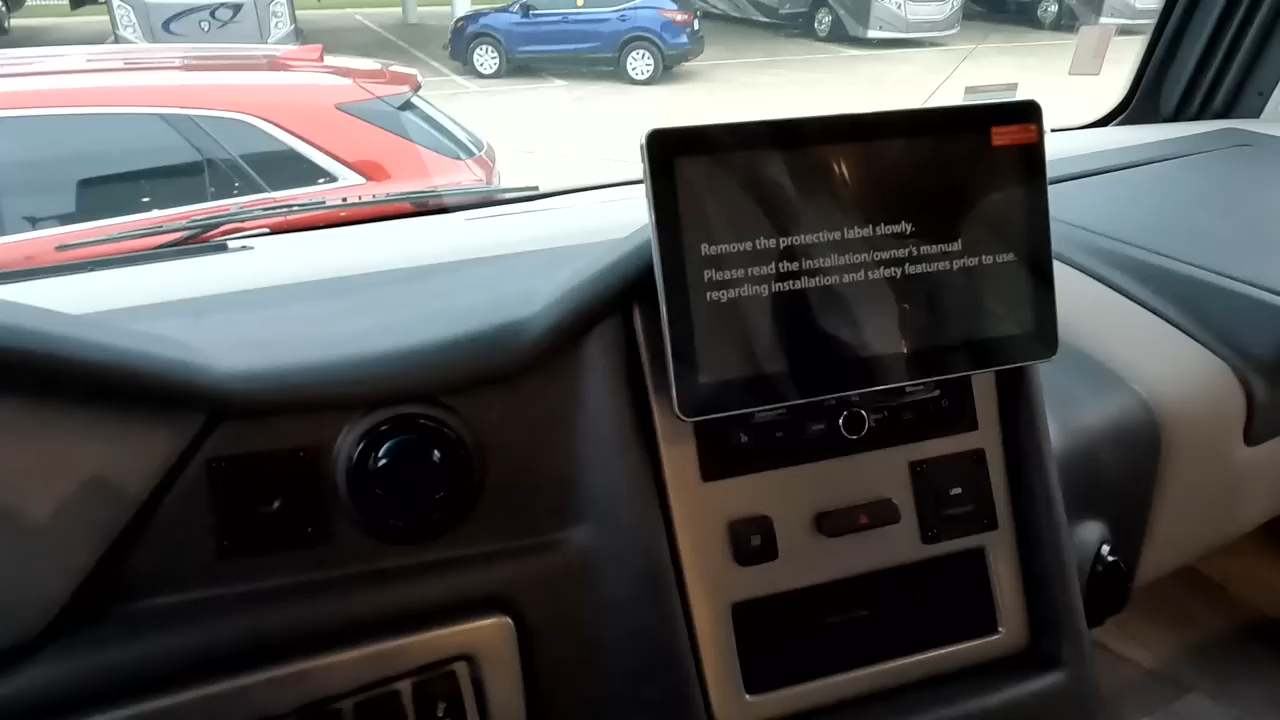 Remove the protective label slowly.
Please read the installation/owner's manual
regarding installation and safety features prior to use.